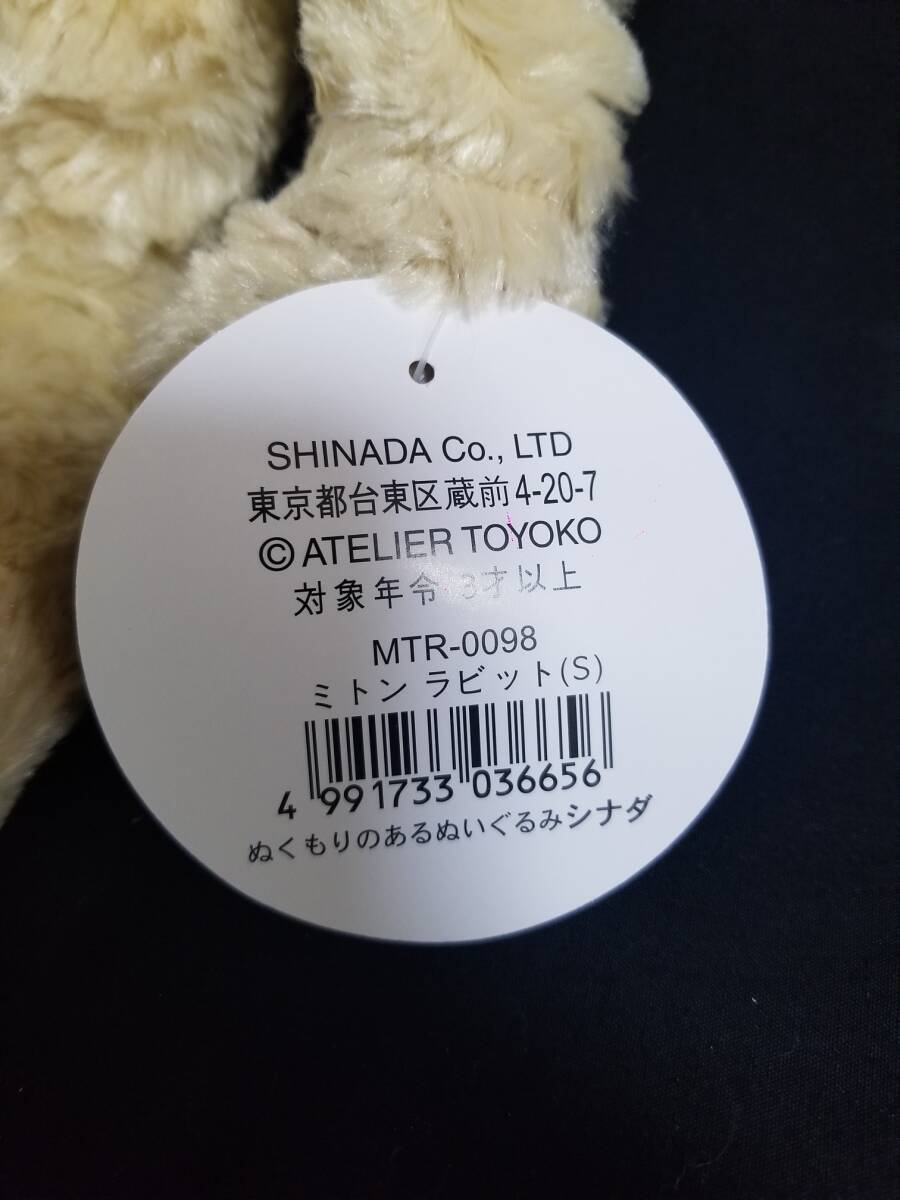 SHINADA Co., LTD
東京都台東区蔵前4-20-7
© ATELIER TOYOKO
対象年令 3才以上
MTR-0098
ミトン ラビット(S)
4 991733 036656
ぬくもりのあるぬいぐるみシナダ